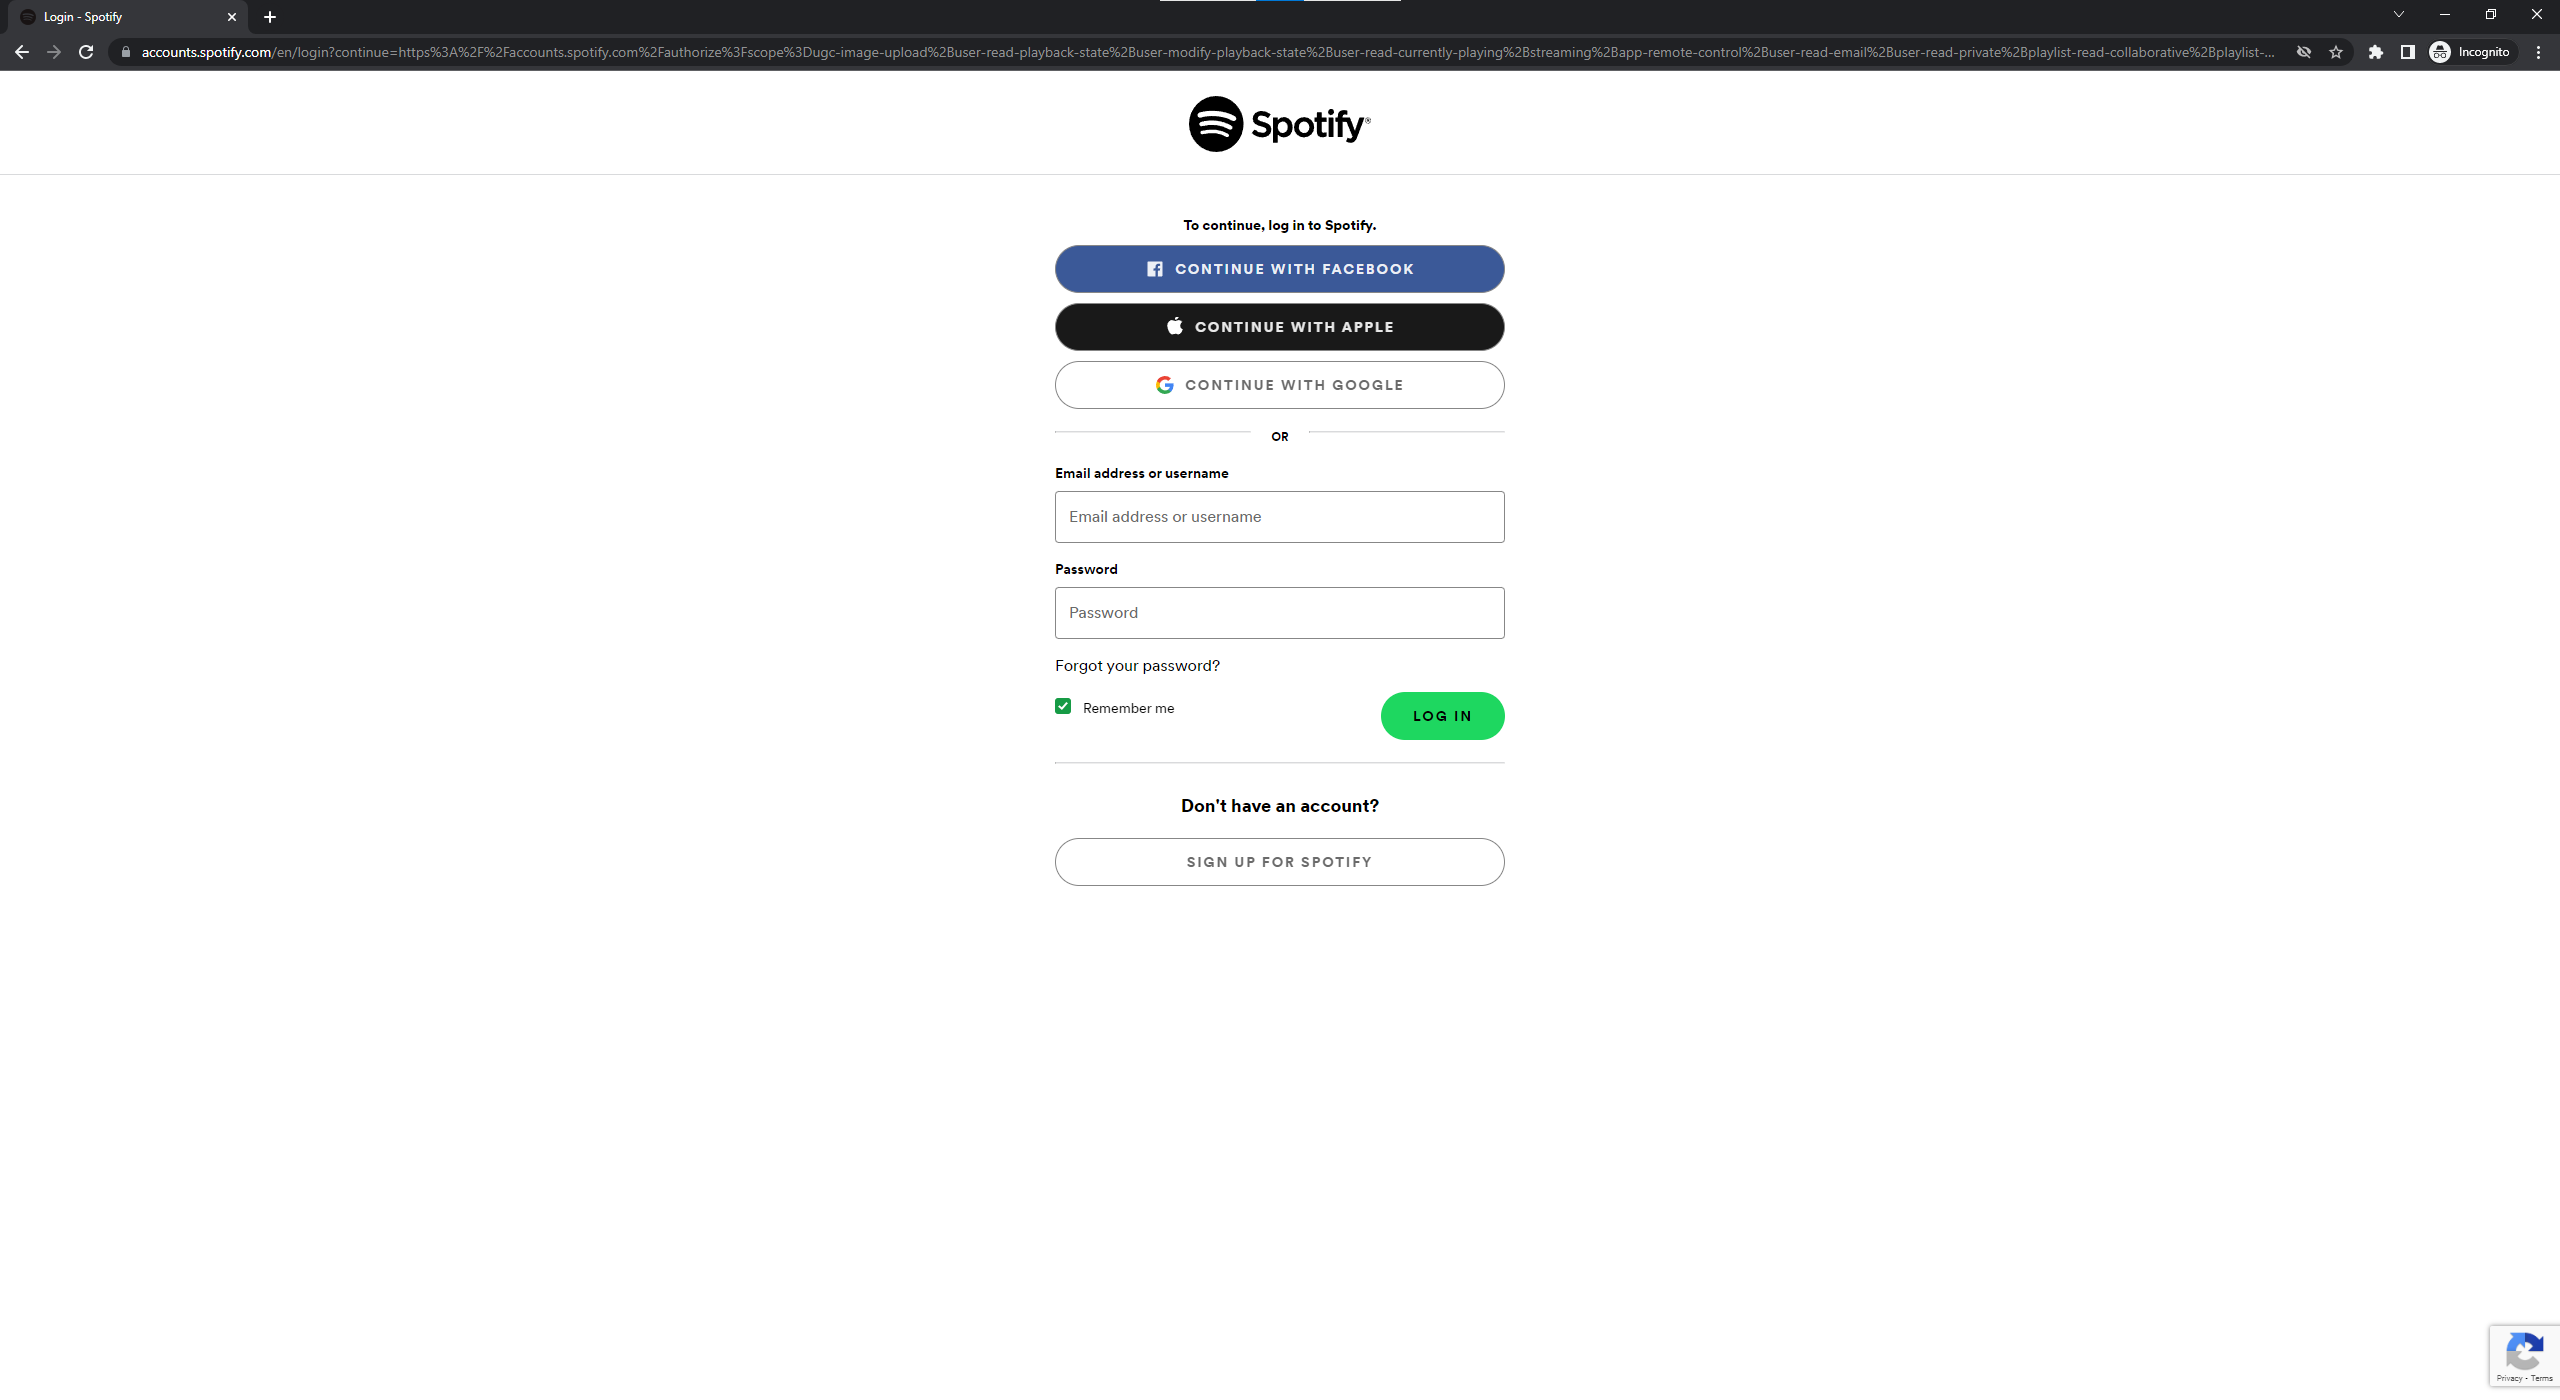 Login - Spotify
accounts.spotify.com/en/login?continue=https%3A%2F%2Faccounts.spotify.com%2Fauthorize%3Fscope%3Dugc-image-upload%2Buser-read-playback-state%2Buser-modify-playback-state%2Buser-read-currently-playing%2Bstreaming%2Bapp-remote-control%2Buser-read-email%2Buser-read-private%2Bplaylist-read-collaborative%2Bplaylist-...
Incognito
Spotify®
To continue, log in to Spotify.
CONTINUE WITH FACEBOOK
CONTINUE WITH APPLE
CONTINUE WITH GOOGLE
OR
Email address or username
Email address or username
Password
Password
Forgot your password?
Remember me
LOG IN
Don't have an account?
SIGN UP FOR SPOTIFY
Privacy - Terms